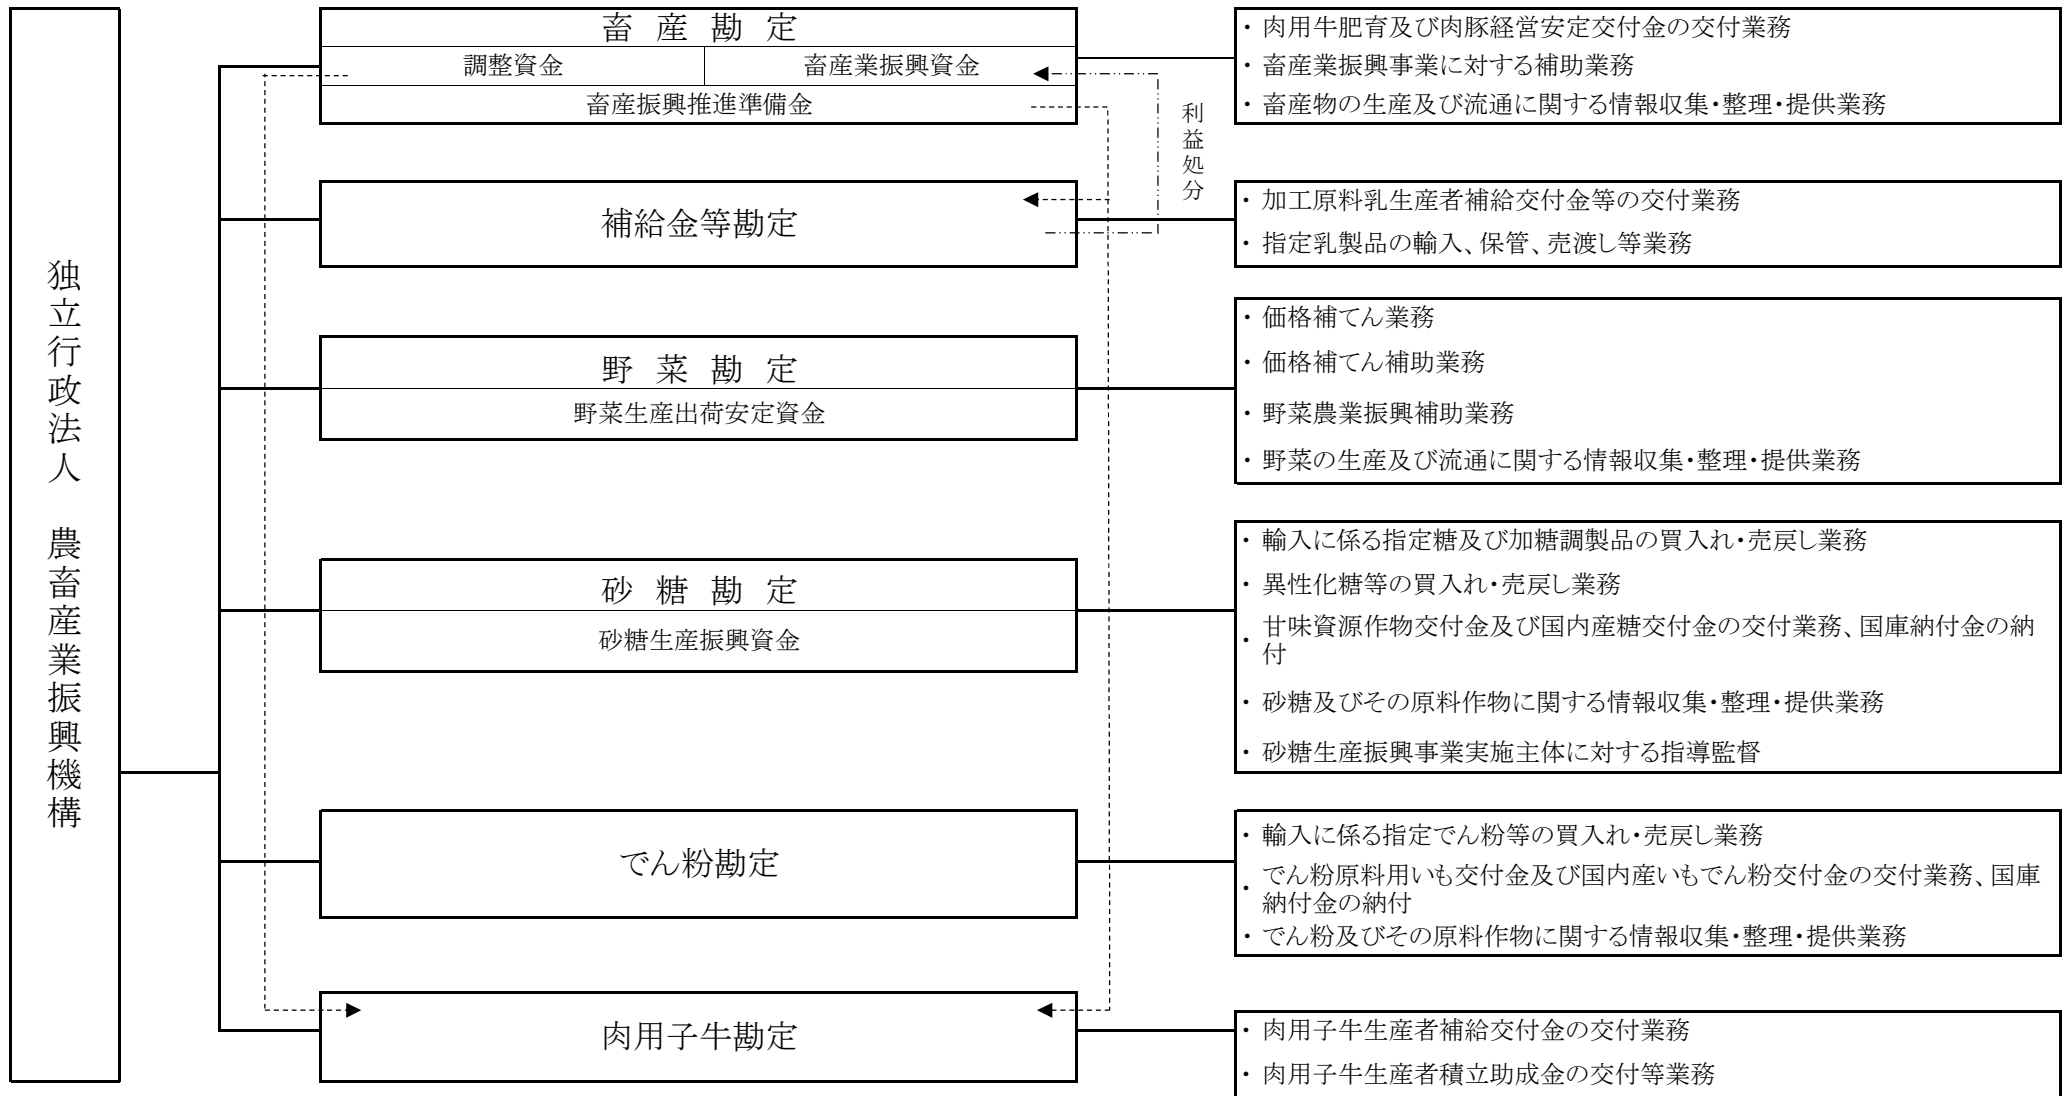 独立行政法人　農畜産業振興機構
畜産勘定
調整資金
畜産業振興資金
畜産振興推進準備金
利益処分
・肉用牛肥育及び肉豚経営安定交付金の交付業務
・畜産業振興事業に対する補助業務
・畜産物の生産及び流通に関する情報収集・整理・提供業務
補給金等勘定
・加工原料乳生産者補給交付金等の交付業務
・指定乳製品の輸入、保管、売渡し等業務
野菜勘定
野菜生産出荷安定資金
・価格補てん業務
・価格補てん補助業務
・野菜農業振興補助業務
・野菜の生産及び流通に関する情報収集・整理・提供業務
砂糖勘定
砂糖生産振興資金
・輸入に係る指定糖及び加糖調製品の買入れ・売戻し業務
・異性化糖等の買入れ・売戻し業務
・甘味資源作物交付金及び国内産糖交付金の交付業務、国庫納付金の納
付
・砂糖及びその原料作物に関する情報収集・整理・提供業務
・砂糖生産振興事業実施主体に対する指導監督
でん粉勘定
・輸入に係る指定でん粉等の買入れ・売戻し業務
・でん粉原料用いも交付金及び国内産いもでん粉交付金の交付業務、国庫
納付金の納付
・でん粉及びその原料作物に関する情報収集・整理・提供業務
肉用子牛勘定
・肉用子牛生産者補給交付金の交付業務
・肉用子牛生産者積立助成金の交付等業務